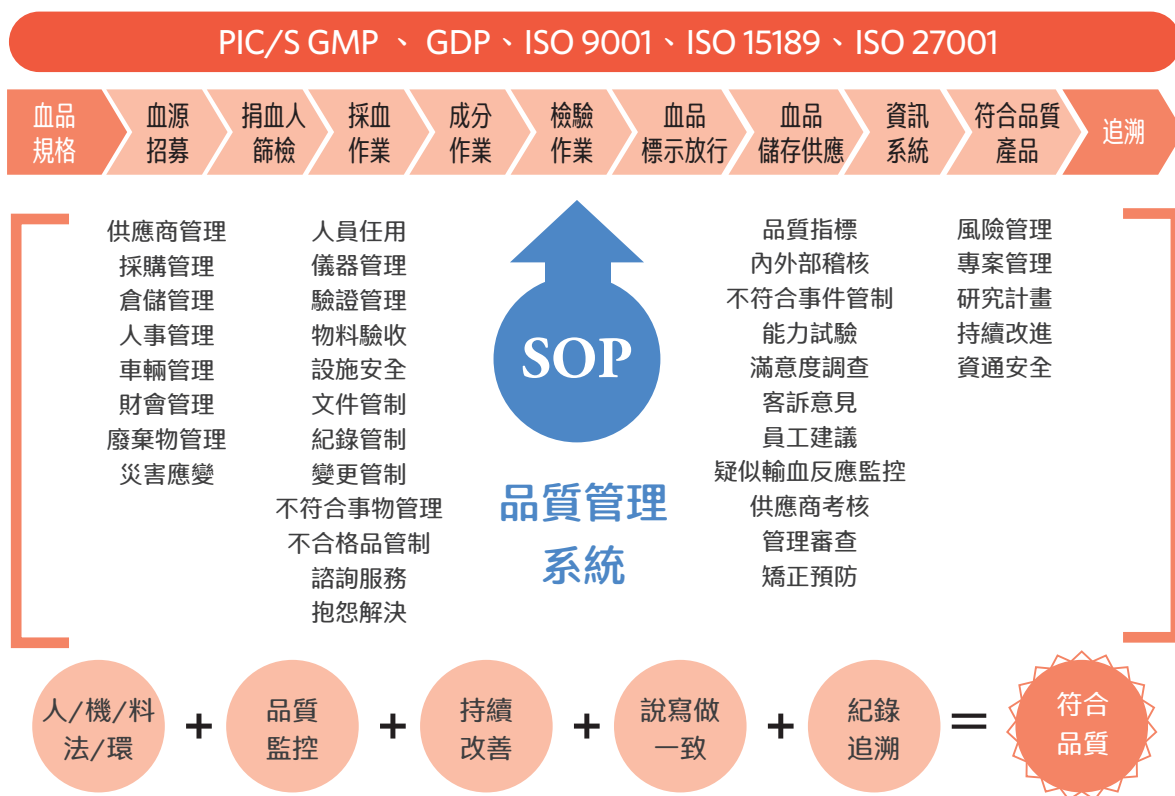 PIC/S GMP 、 GDP、ISO 9001、ISO 15189、ISO 27001
血品
規格
血源
招募
捐血人
篩檢
採血
作業
成分
作業
檢驗
作業
血品
標示放行
血品
儲存供應
資訊
系統
符合品質
產品
追溯
供應商管理
採購管理
倉儲管理
人事管理
車輛管理
財會管理
廢棄物管理
災害應變
人員任用
儀器管理
驗證管理
物料驗收
設施安全
文件管制
紀錄管制
變更管制
不符合事物管理
不合格品管制
諮詢服務
抱怨解決
SOP
品質管理
系統
品質指標
內外部稽核
不符合事件管制
能力試驗
滿意度調查
客訴意見
員工建議
疑似輸血反應監控
供應商考核
管理審查
矯正預防
風險管理
專案管理
研究計畫
持續改進
資通安全
人/機/料
法/環
+
品質
監控
+
持續
改善
+
說寫做
一致
+
紀錄
追溯
=
符合
品質